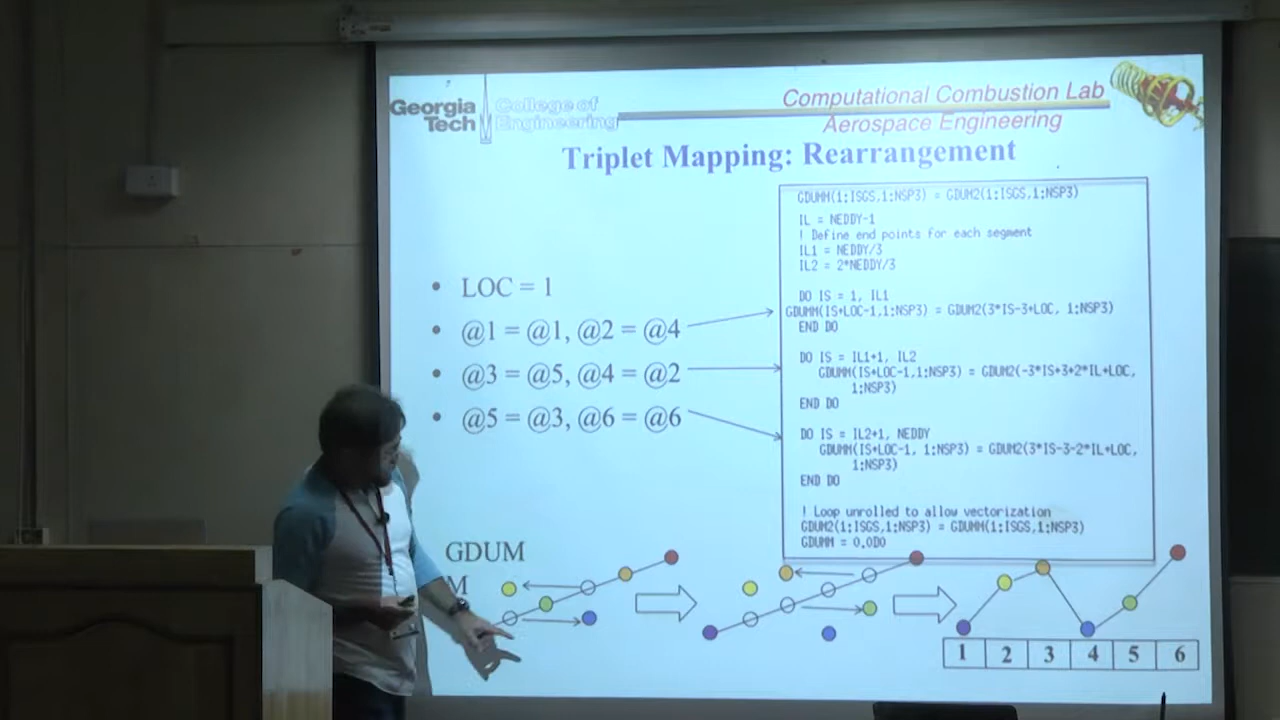 Georgia
Tech
College of
Engineering
Computational Combustion Lab
Aerospace Engineering
Triplet Mapping: Rearrangement
• LOC = 1
• @1 = @1, @2 = @4
• @3 = @5, @4 = @2
• @5 = @3, @6 = @6
GDUMM(1:ISGS,1:NSP3) = GDUM2(1:ISGS,1:NSP3)
IL = NEDDY-1
! Define end points for each segment
IL1 = NEDDY/3
IL2 = 2*NEDDY/3
DO IS = 1, IL1
GDUMM(IS+LOC-1,1:NSP3) = GDUM2(3*IS-3+LOC, 1:NSP3)
END DO
DO IS = IL1+1, IL2
GDUMM(IS+LOC-1,1:NSP3) = GDUM2(-3*IS+3+2*IL+LOC,
1:NSP3)
END DO
DO IS = IL2+1, NEDDY
GDUMM(IS+LOC-1, 1:NSP3) = GDUM2(3*IS-3-2*IL+LOC,
1:NSP3)
END DO
! Loop unrolled to allow vectorization
GDUM2(1:ISGS,1:NSP3) = GDUMM(1:ISGS,1:NSP3)
GDUMM = 0.0D0
GDUM
M
1 2 3 4 5 6